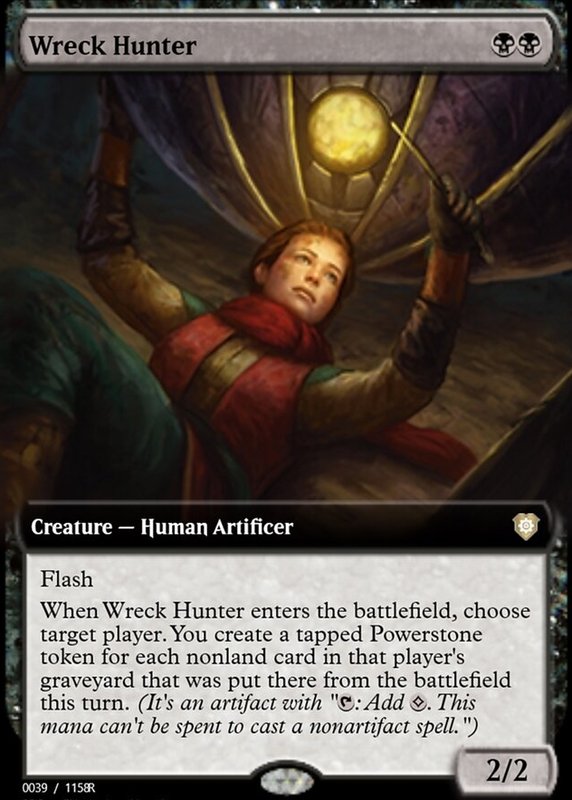 Wreck Hunter
Creature — Human Artificer
Flash
When Wreck Hunter enters the battlefield, choose
target player. You create a tapped Powerstone
token for each nonland card in that player's
graveyard that was put there from the battlefield
this turn. (It's an artifact with ": Add . This
mana can't be spent to cast a nonartifact spell.")
2/2
0039 / 1158R